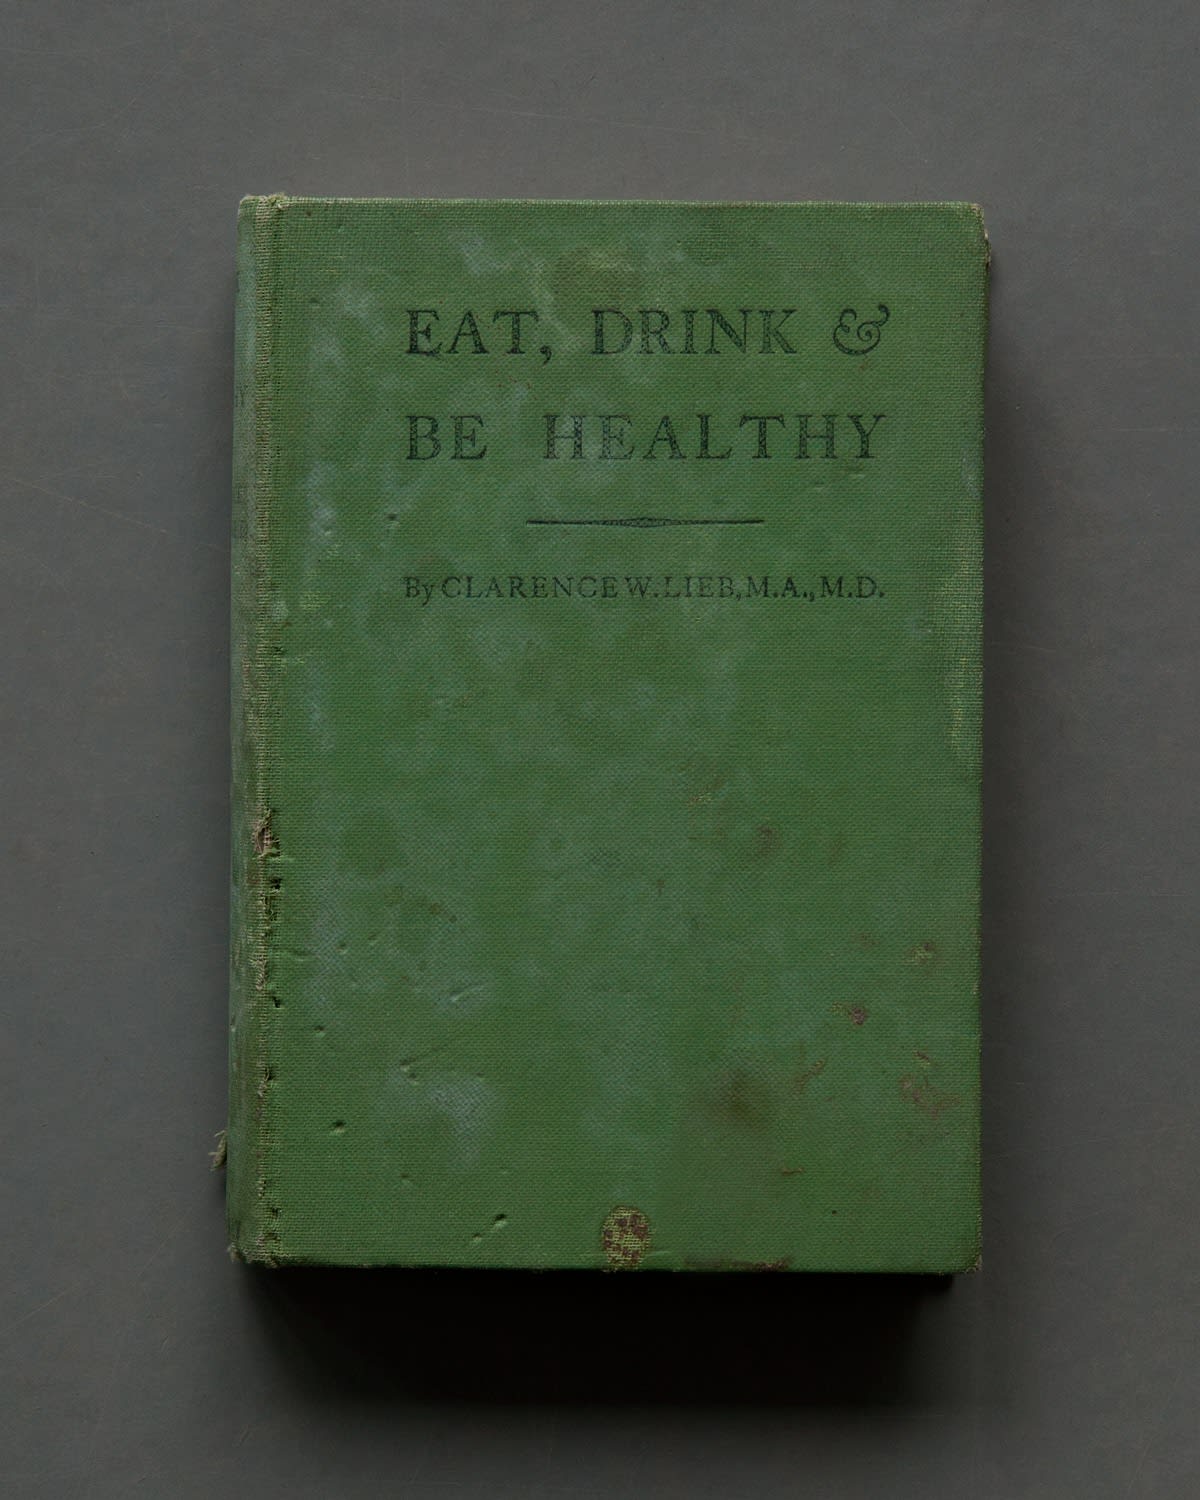 EAT, DRINK &
BE HEALTHY
By CLARENCE W. LIEB, M.A., M.D.